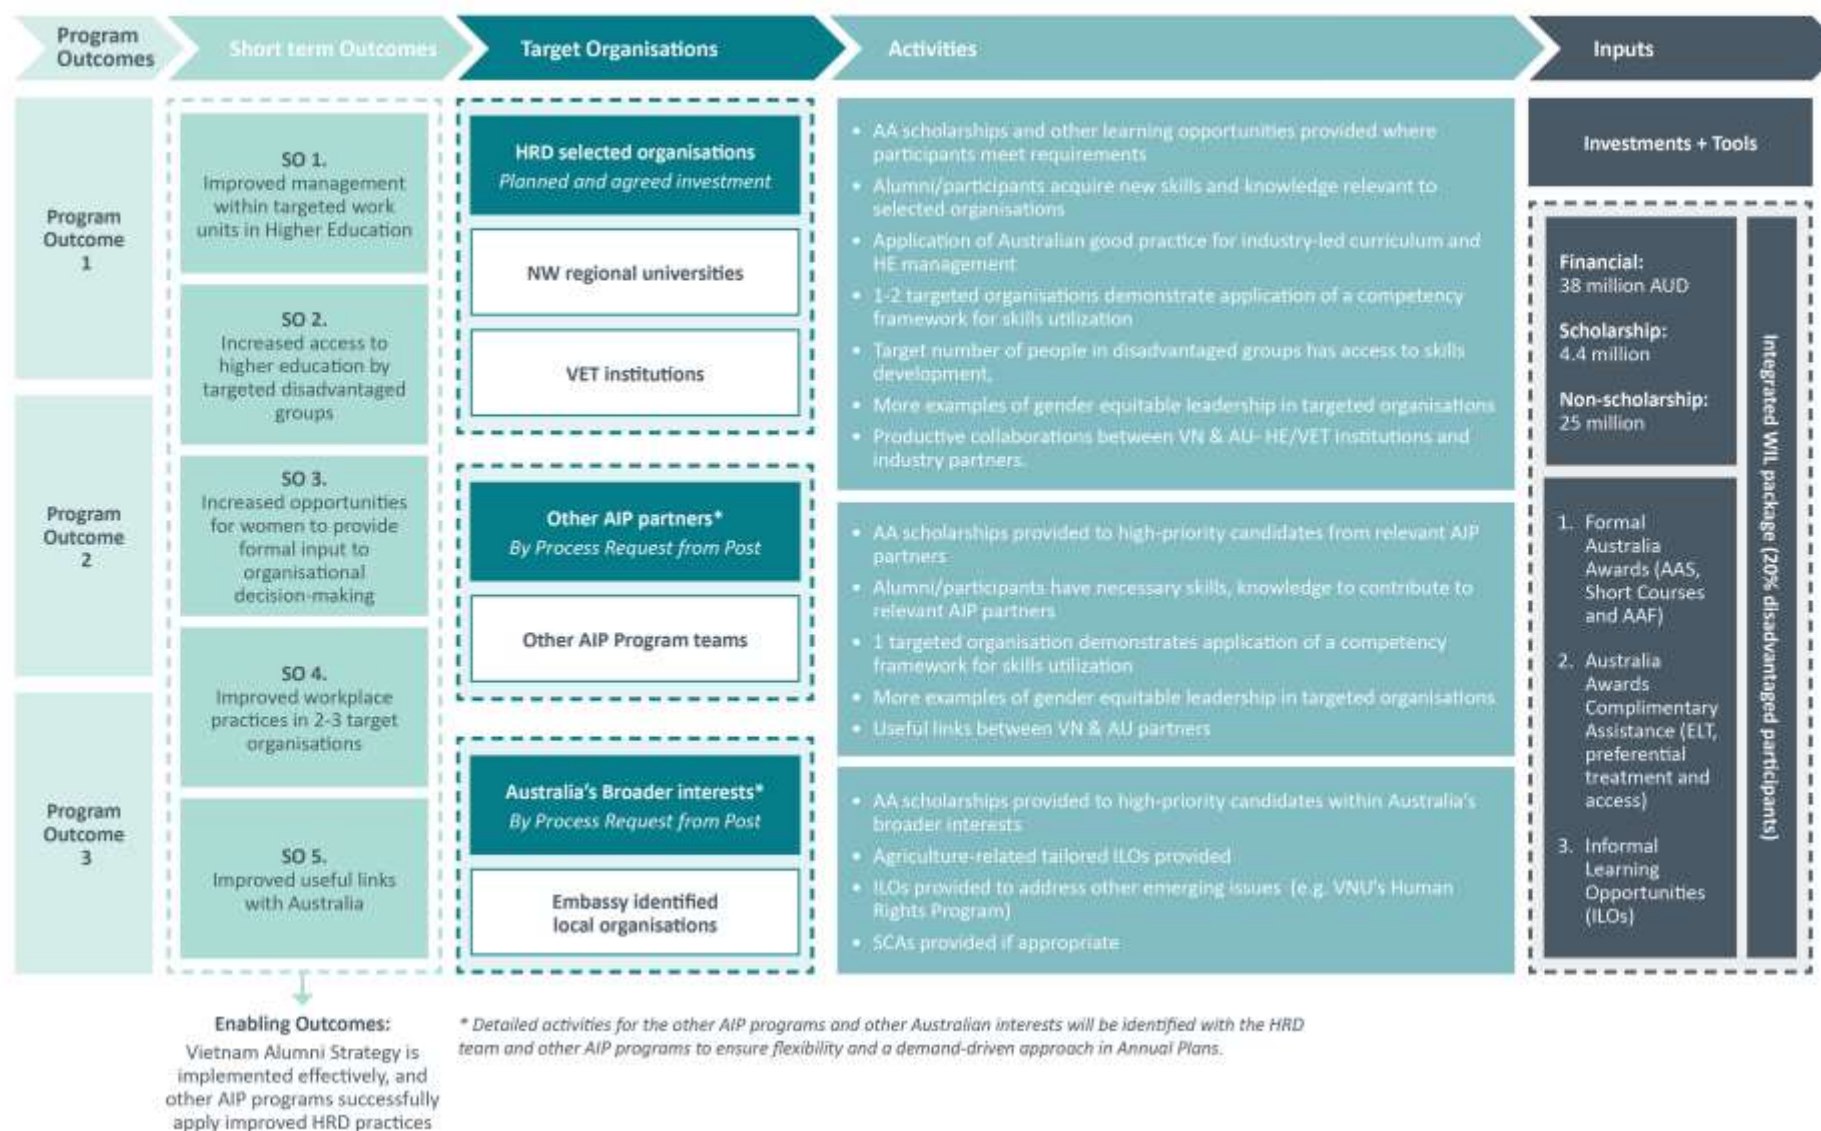 Program
Outcomes
Short term Outcomes
Target Organisations
Activities
Inputs
Program
Outcome
1
Program
Outcome
2
Program
Outcome
3
SO 1.
Improved management
within targeted work
units in Higher Education
SO 2.
Increased access to
higher education by
targeted disadvantaged
groups
SO 3.
Increased opportunities
for women to provide
formal input to
organisational
decision-making
SO 4.
Improved workplace
practices in 2-3 target
organisations
SO 5.
Improved useful links
with Australia
Enabling Outcomes:
Vietnam Alumni Strategy is
implemented effectively, and
other AIP programs successfully
apply improved HRD practices
HRD selected organisations
Planned and agreed investment
NW regional universities
VET institutions
Other AIP partners*
By Process Request from Post
Other AIP Program teams
Australia's Broader interests*
By Process Request from Post
Embassy identified
local organisations
• AA scholarships and other learning opportunities provided where
participants meet requirements
• Alumni/participants acquire new skills and knowledge relevant to
selected organisations
• Application of Australian good practice for industry-led curriculum and
HE management
• 1-2 targeted organisations demonstrate application of a competency
framework for skills utilization
• Target number of people in disadvantaged groups has access to skills
development,
• More examples of gender equitable leadership in targeted organisations
• Productive collaborations between VN & AU- HE/VET institutions and
industry partners.
• AA scholarships provided to high-priority candidates from relevant AIP
partners
• Alumni/participants have necessary skills, knowledge to contribute to
relevant AIP partners
• 1 targeted organisation demonstrates application of a competency
framework for skills utilization
• More examples of gender equitable leadership in targeted organisations
• Useful links between VN & AU partners
• AA scholarships provided to high-priority candidates within Australia's
broader interests
• Agriculture-related tailored ILOs provided
• ILOs provided to address other emerging issues (e.g. VNU's Human
Rights Program)
• SCAs provided if appropriate
Investments + Tools
Financial:
38 million AUD
Scholarship:
4.4 million
Non-scholarship:
25 million
1. Formal
Australia
Awards (AAS,
Short Courses
and AAF)
2. Australia
Awards
Complimentary
Assistance (ELT,
preferential
treatment and
access)
3. Informal
Learning
Opportunities
(ILOs)
Integrated WIL package (20% disadvantaged participants)
* Detailed activities for the other AIP programs and other Australian interests will be identified with the HRD
team and other AIP programs to ensure flexibility and a demand-driven approach in Annual Plans.